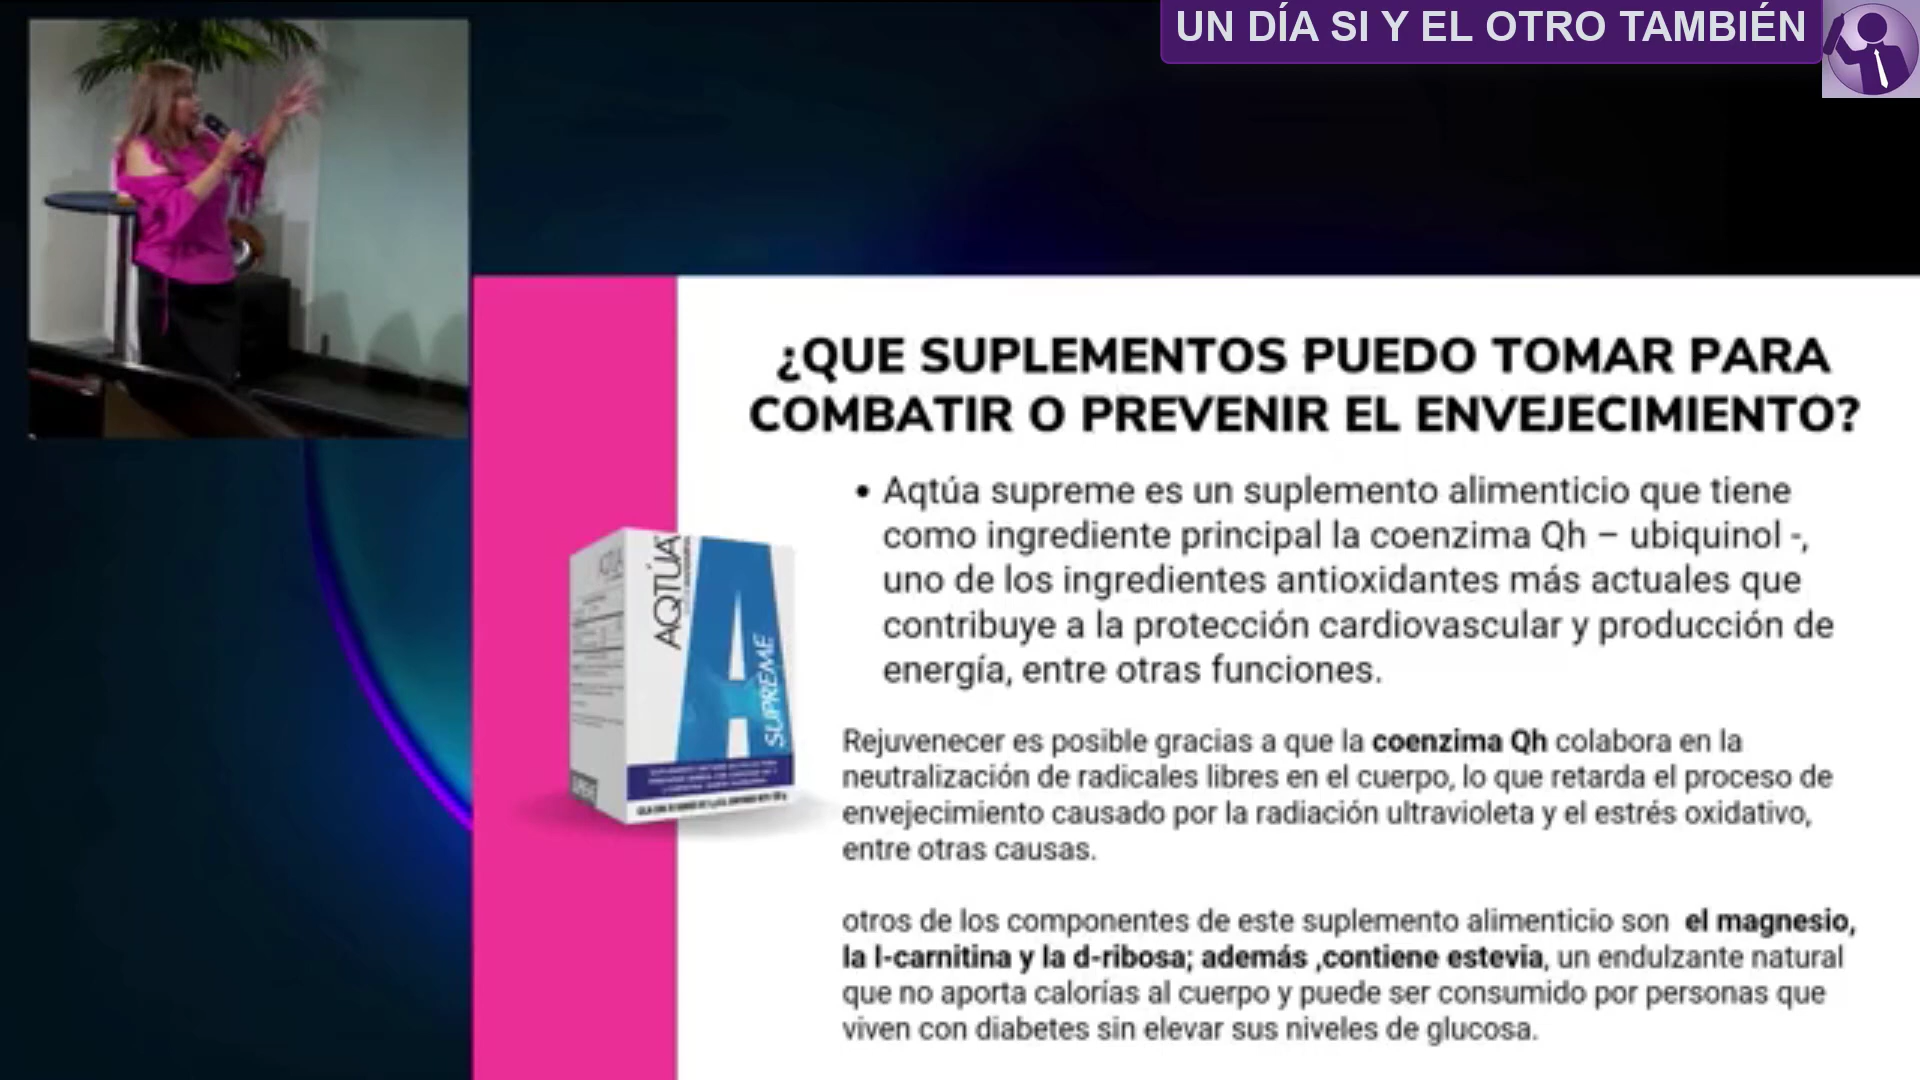 UN DÍA SI Y EL OTRO TAMBIÉN
¿QUE SUPLEMENTOS PUEDO TOMAR PARA
COMBATIR O PREVENIR EL ENVEJECIMIENTO?
• Aqtúa supreme es un suplemento alimenticio que tiene
como ingrediente principal la coenzima Qh – ubiquinol -,
uno de los ingredientes antioxidantes más actuales que
contribuye a la protección cardiovascular y producción de
energía, entre otras funciones.
AQTÚA
A
SUPREME
Rejuvenecer es posible gracias a que la coenzima Qh colabora en la
neutralización de radicales libres en el cuerpo, lo que retarda el proceso de
envejecimiento causado por la radiación ultravioleta y el estrés oxidativo,
entre otras causas.
otros de los componentes de este suplemento alimenticio son el magnesio,
la l-carnitina y la d-ribosa; además ,contiene estevia, un endulzante natural
que no aporta calorías al cuerpo y puede ser consumido por personas que
viven con diabetes sin elevar sus niveles de glucosa.